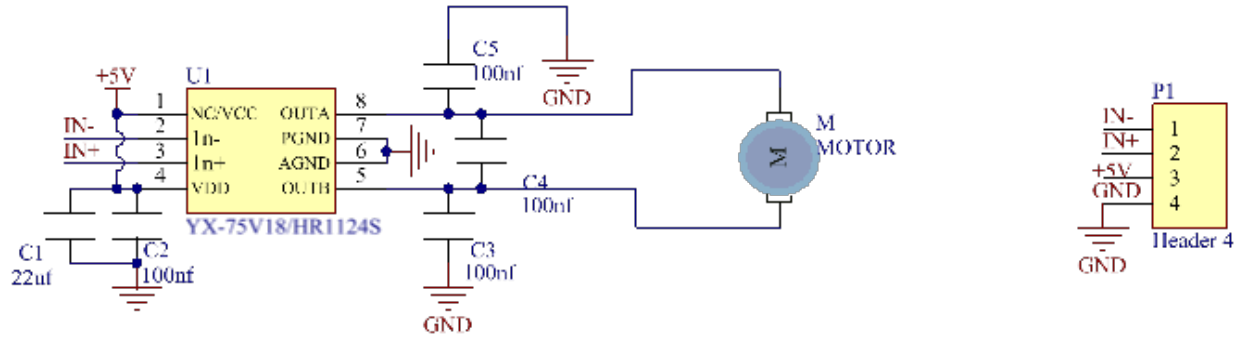 +5V
U1
1
NC/VCC
OUTA
8
IN-
2
In-
PGND
7
IN+
3
In+
AGND
6
4
VDD
OUTB
5
YX-75V18/HR1124S
C1
22uf
C2
100nf
C5
100nf
GND
C4
100nf
C3
100nf
GND
M
M
MOTOR
P1
IN-
1
IN+
2
+5V
3
GND
4
GND
Header 4